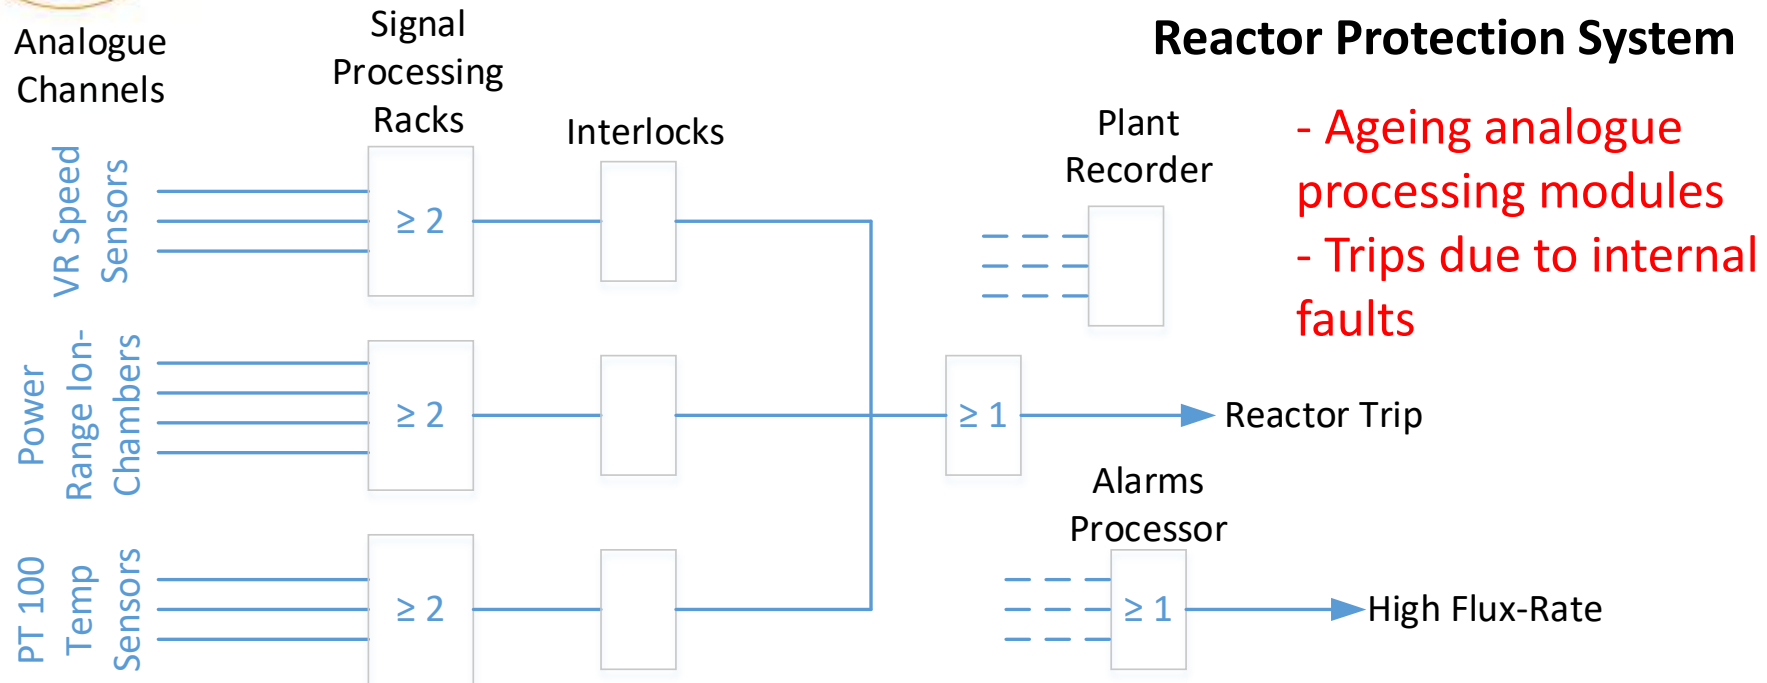 Reactor Protection System
Analogue
Channels
Signal
Processing
Racks
Interlocks
Plant
Recorder
- Ageing analogue
processing modules
- Trips due to internal
faults
VR Speed
Sensors
≥ 2
Power
Range Ion-
Chambers
≥ 2
≥ 1
Reactor Trip
Alarms
Processor
PT 100
Temp
Sensors
≥ 2
≥ 1
High Flux-Rate